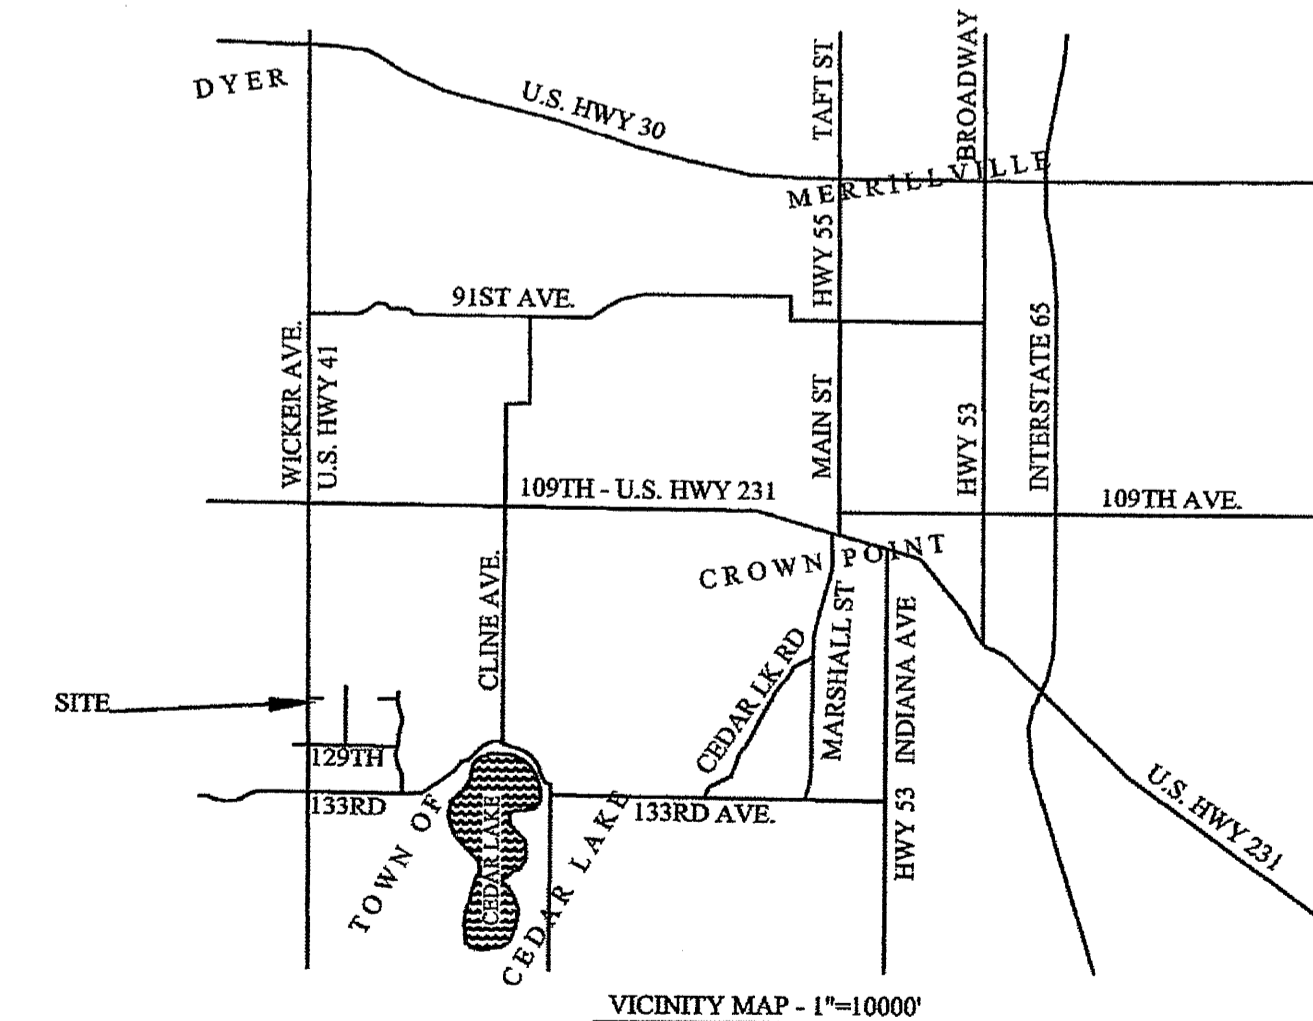 DYER
U.S. HWY 30
TAFT ST
BROADWAY
MERRILLVILLE
HWY 55
91ST AVE.
WICKER AVE.
U.S. HWY 41
MAIN ST
HWY 53
INTERSTATE 65
109TH - U.S. HWY 231
109TH AVE.
CROWN POINT
CLINE AVE.
CEDAR LK RD
MARSHALL ST
INDIANA AVE
SITE
129TH
133RD
TOWN OF
CEDAR LAKE
CEDAR LAKE
133RD AVE.
HWY 53
U.S. HWY 231
VICINITY MAP - 1"=10000'